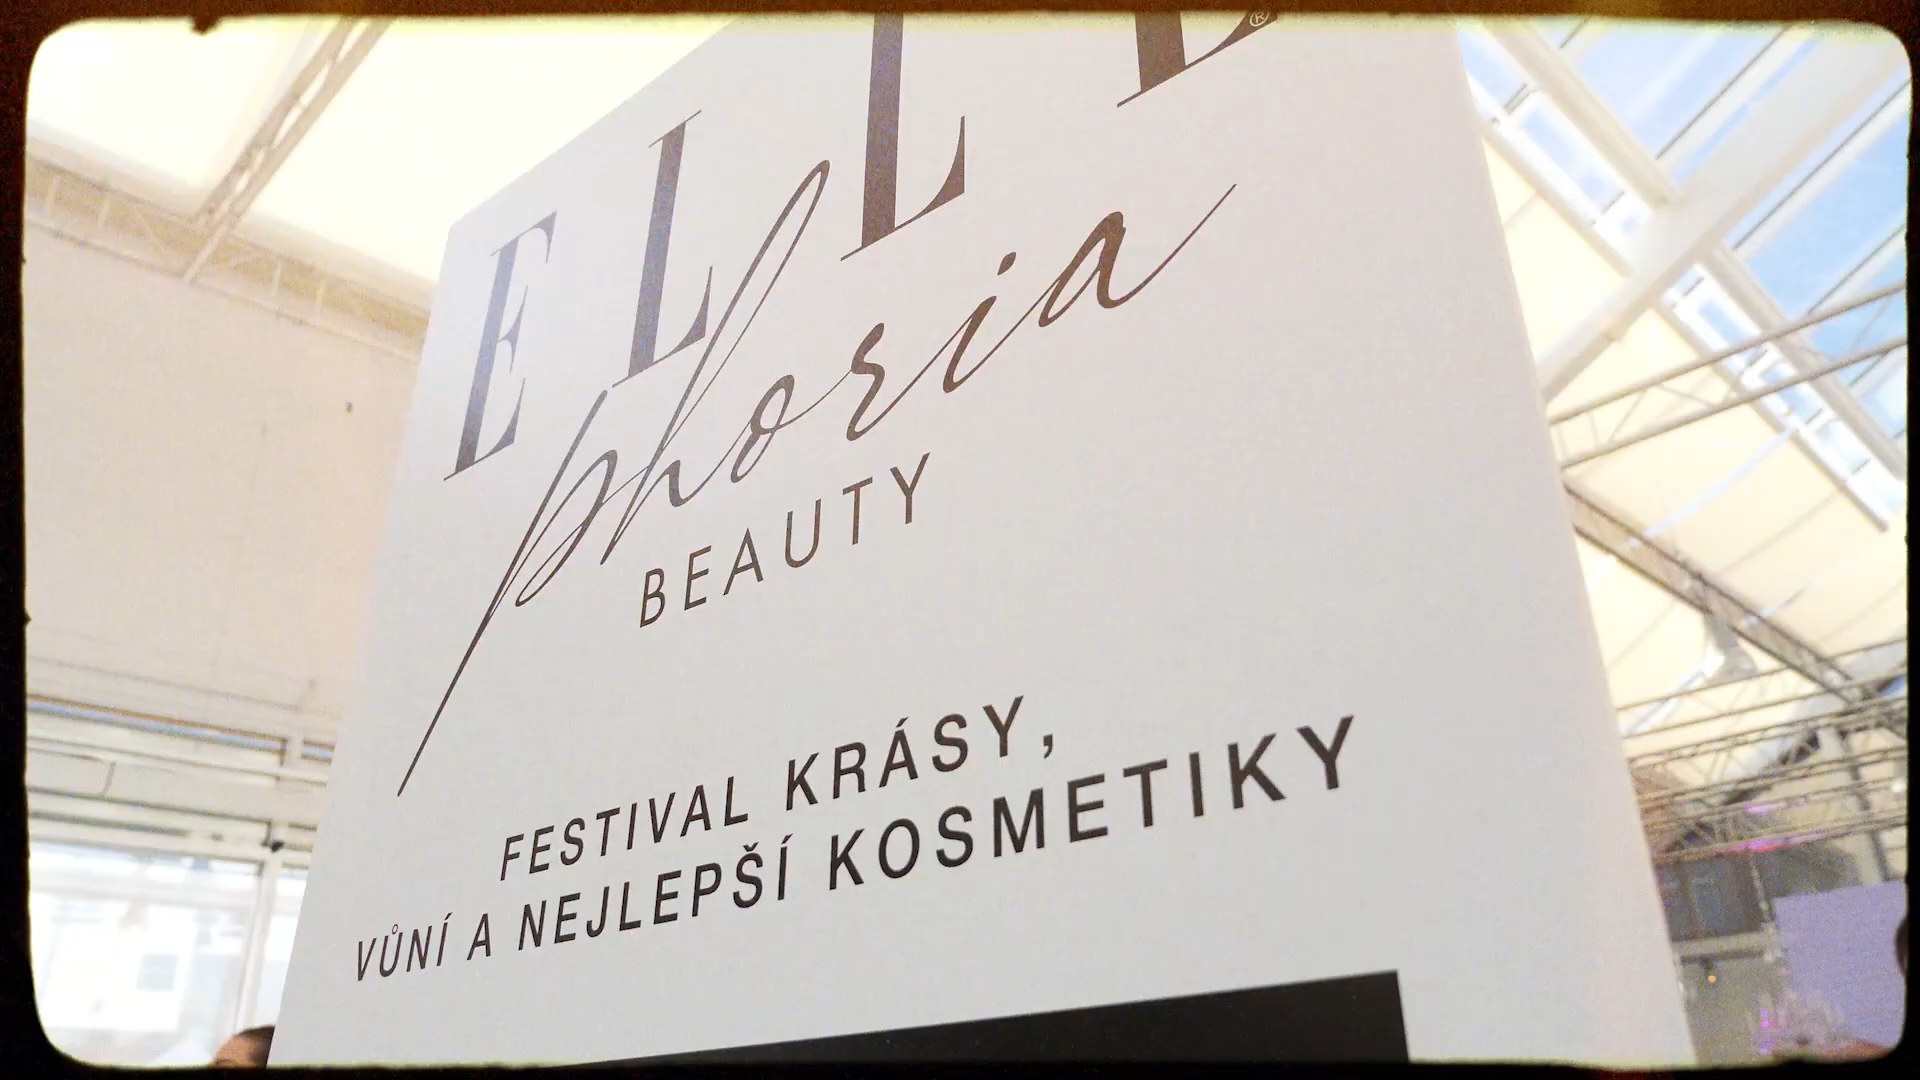 ELLE®
phoria
BEAUTY
FESTIVAL KRÁSY,
VŮNÍ A NEJLEPŠÍ KOSMETIKY